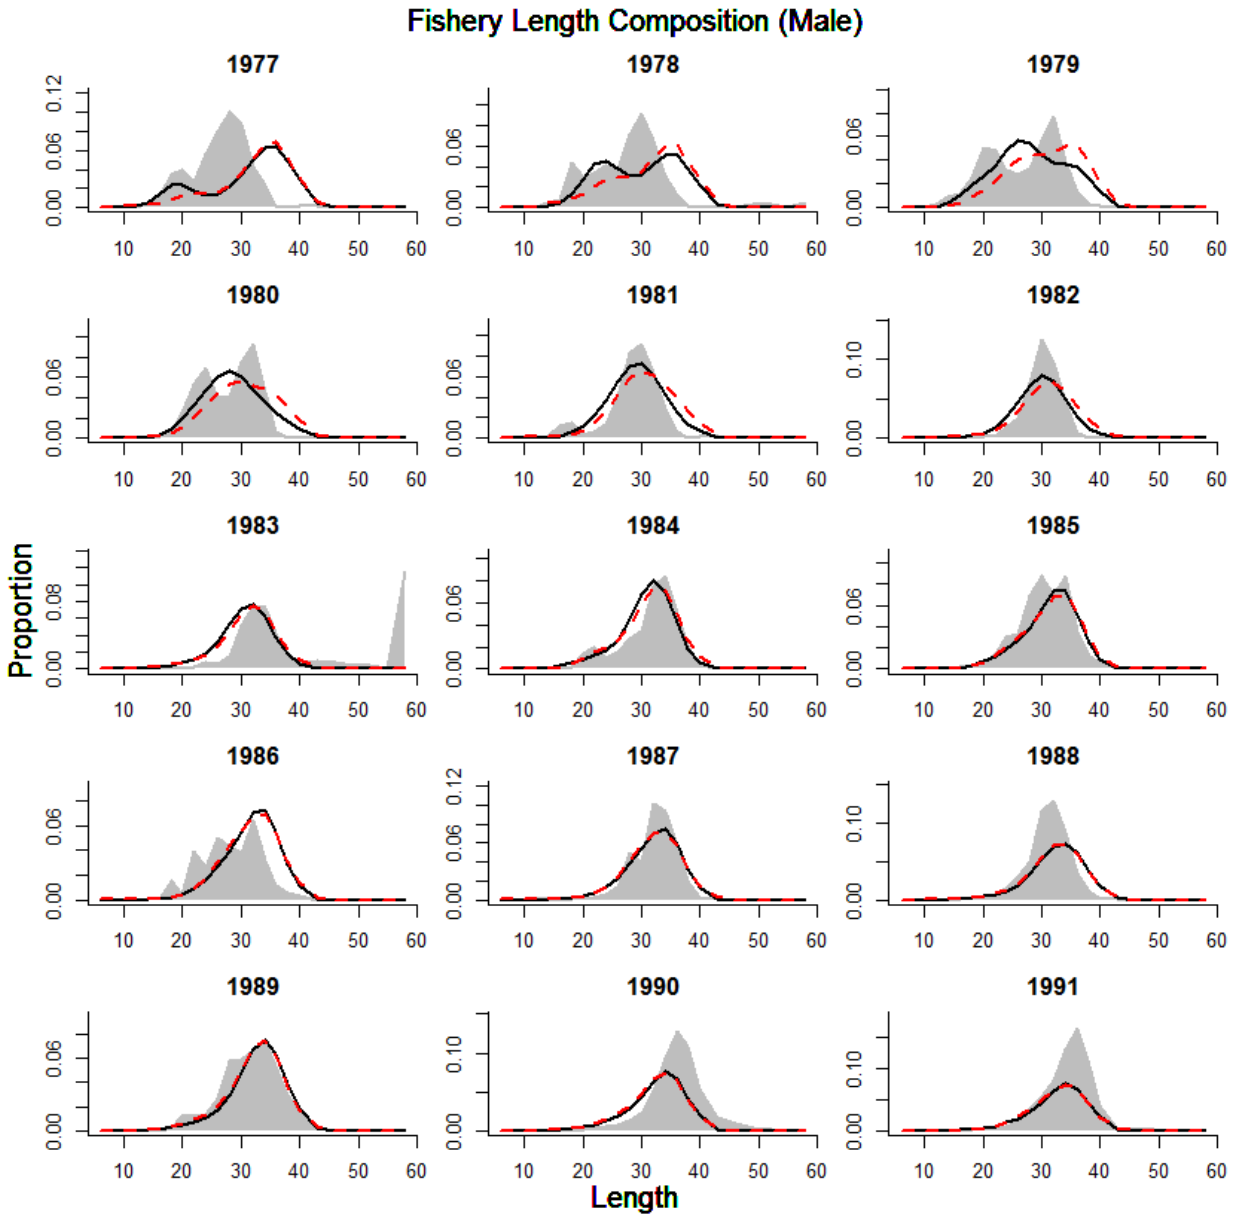 Fishery Length Composition (Male)
1977 1978 1979
0.00 0.06 0.12 0.00 0.06 0.00 0.06
10 20 30 40 50 60 10 20 30 40 50 60 10 20 30 40 50 60
1980 1981 1982
0.00 0.06 0.00 0.06 0.00 0.10
10 20 30 40 50 60 10 20 30 40 50 60 10 20 30 40 50 60
1983 1984 1985
0.00 0.08 0.00 0.06 0.00 0.06
10 20 30 40 50 60 10 20 30 40 50 60 10 20 30 40 50 60
Proportion
1986 1987 1988
0.00 0.06 0.00 0.06 0.12 0.00 0.10
10 20 30 40 50 60 10 20 30 40 50 60 10 20 30 40 50 60
1989 1990 1991
0.00 0.06 0.00 0.10 0.00 0.10
10 20 30 40 50 60 10 20 30 40 50 60 10 20 30 40 50 60
Length